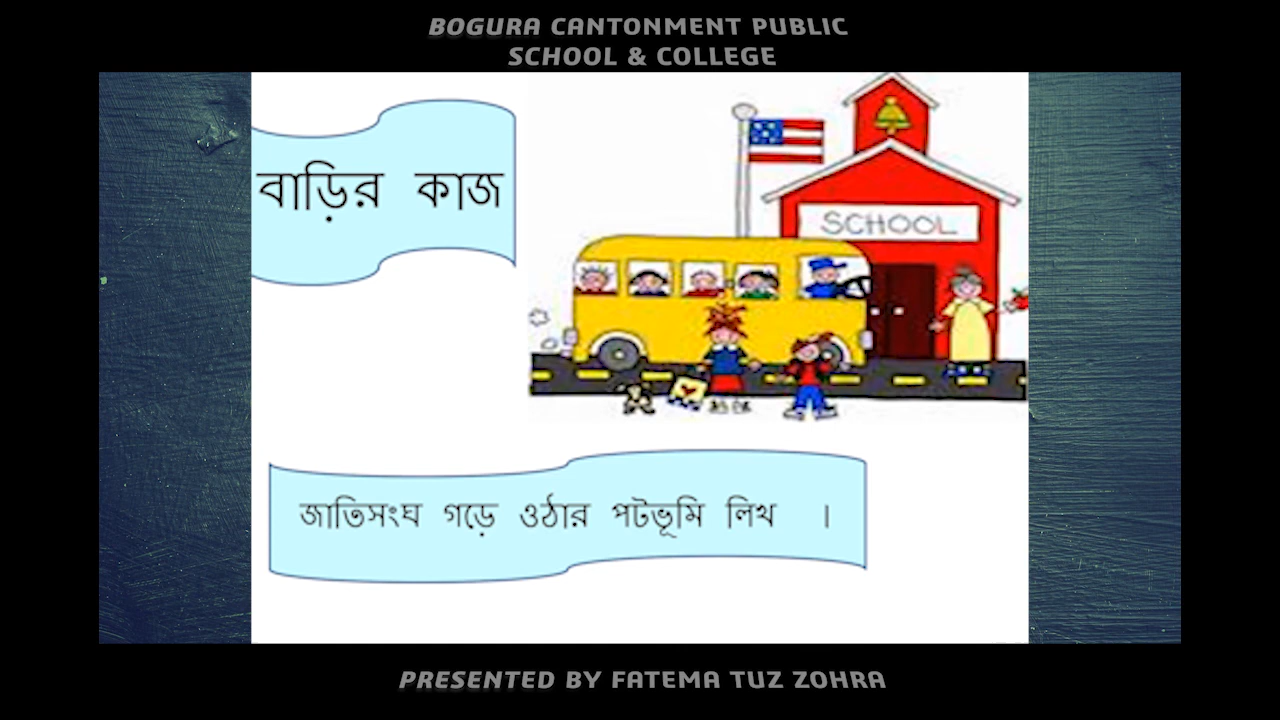 BOGURA CANTONMENT PUBLIC
SCHOOL & COLLEGE
বাড়ির কাজ
SCHOOL
জাতিসংঘ গড়ে ওঠার পটভূমি লিখ ।
PRESENTED BY FATEMA TUZ ZOHRA